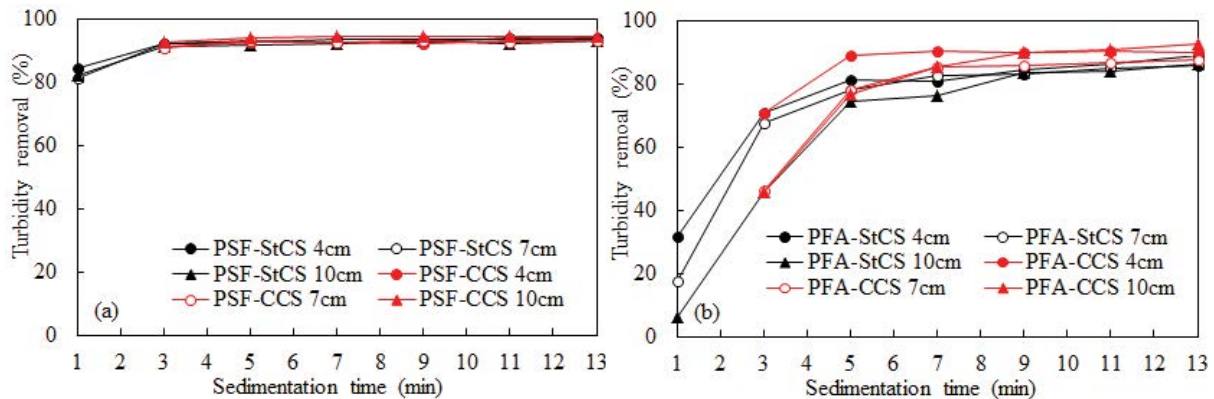 100
80
60
40
20
0
Turbidity removal (%)
PSF-StCS 4cm
PSF-StCS 7cm
PSF-StCS 10cm
PSF-CCS 4cm
PSF-CCS 7cm
PSF-CCS 10cm
(a)
1 2 3 4 5 6 7 8 9 10 11 12 13
Sedimentation time (min)
100
80
60
40
20
0
Turbidity remoal (%)
PFA-StCS 4cm
PFA-StCS 7cm
PFA-StCS 10cm
PFA-CCS 4cm
PFA-CCS 7cm
PFA-CCS 10cm
(b)
1 2 3 4 5 6 7 8 9 10 11 12 13
Sedimentation time (min)